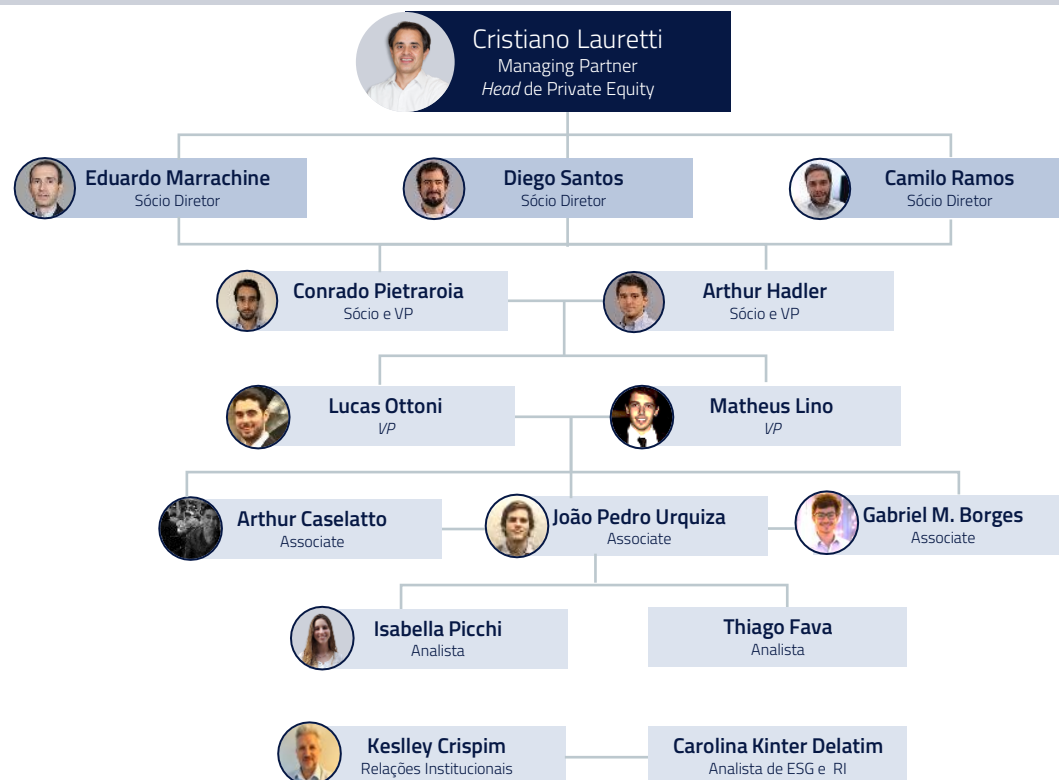 Cristiano Lauretti
Managing Partner
Head de Private Equity
Eduardo Marrachine
Sócio Diretor
Diego Santos
Sócio Diretor
Camilo Ramos
Sócio Diretor
Conrado Pietraroia
Sócio e VP
Arthur Hadler
Sócio e VP
Lucas Ottoni
VP
Matheus Lino
VP
Arthur Caselatto
Associate
João Pedro Urquiza
Associate
Gabriel M. Borges
Associate
Isabella Picchi
Analista
Thiago Fava
Analista
Keslley Crispim
Relações Institucionais
Carolina Kinter Delatim
Analista de ESG e RI